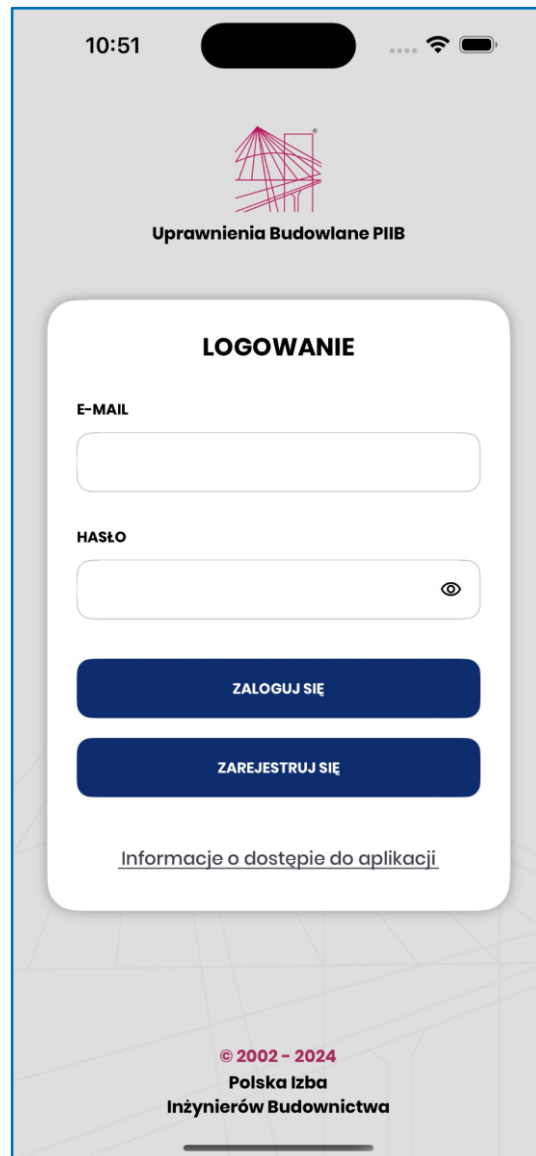 10:51
®
Uprawnienia Budowlane PIIB
LOGOWANIE
E-MAIL
HASŁO
ZALOGUJ SIĘ
ZAREJESTRUJ SIĘ
Informacje o dostępie do aplikacji
© 2002 - 2024
Polska Izba
Inżynierów Budownictwa